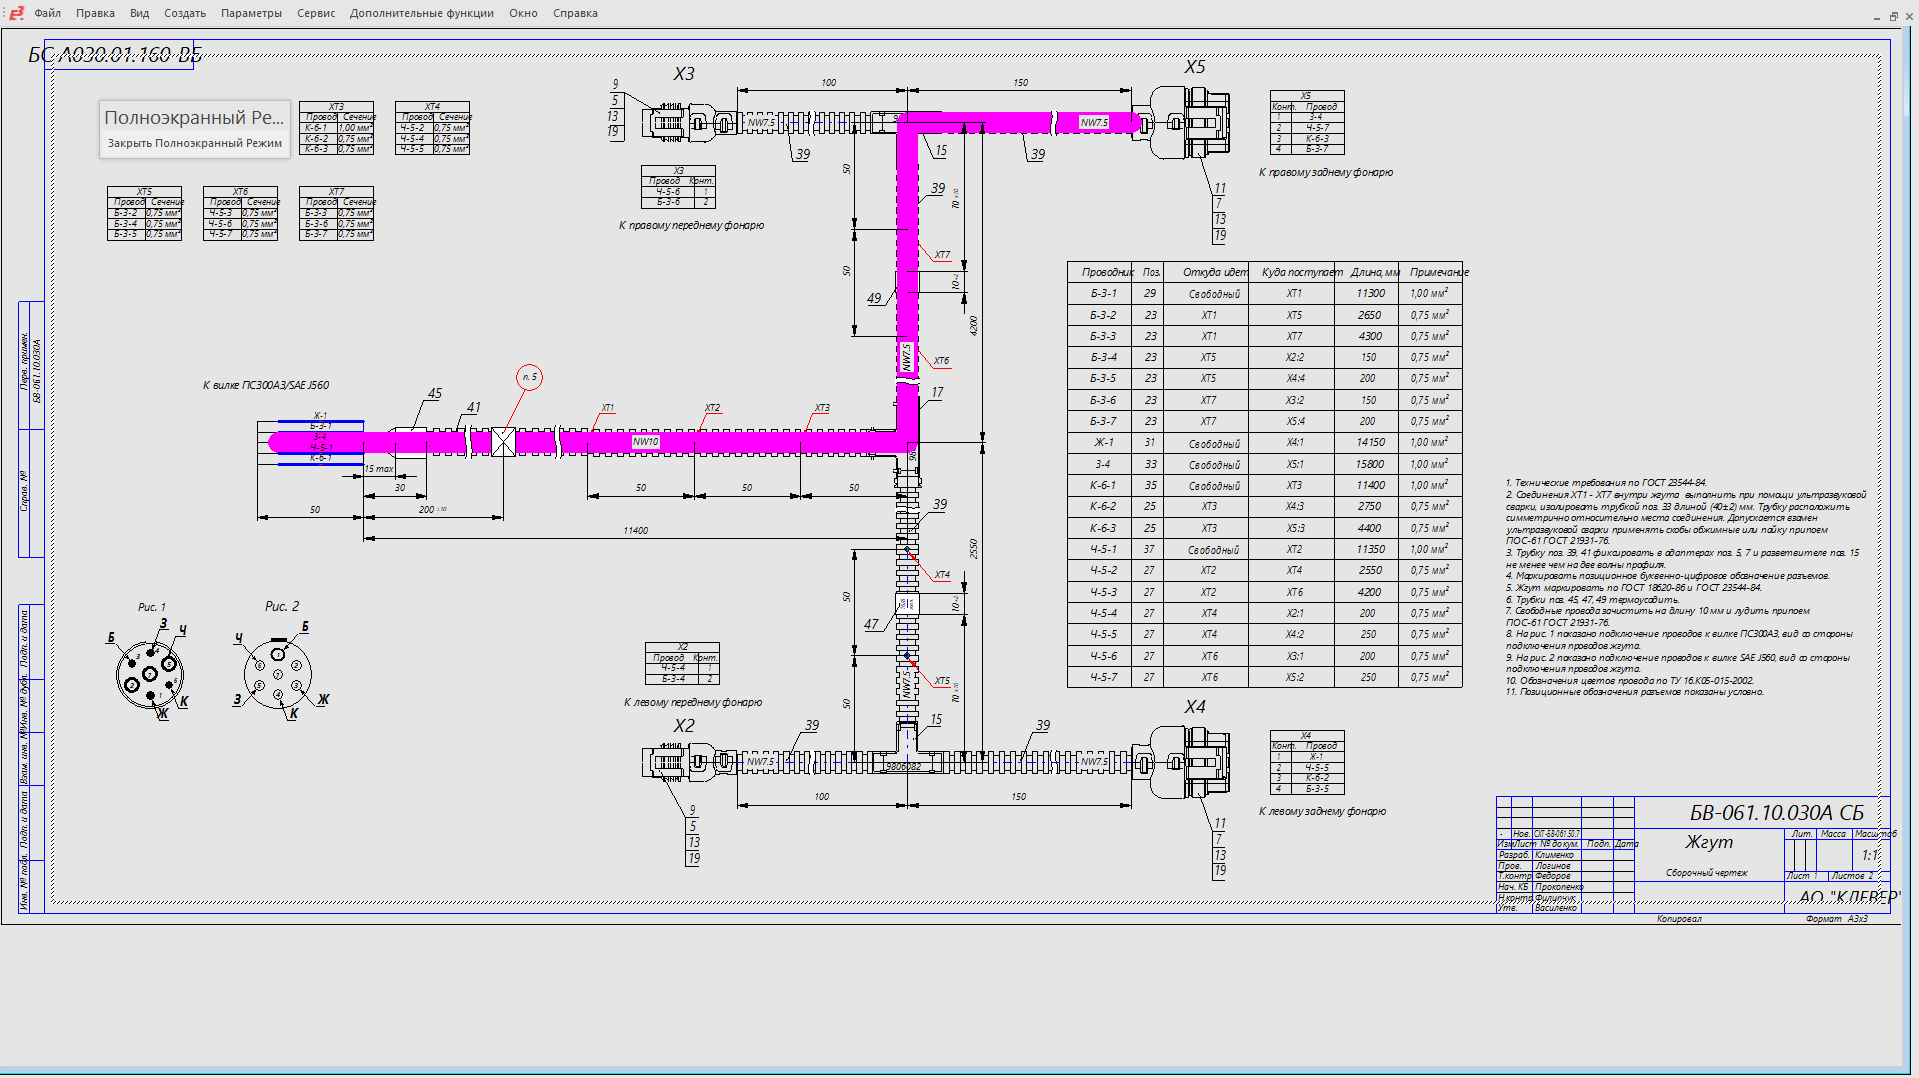 Файл Правка Вид Создать Параметры Сервис Дополнительные функции Окно Справка
БС А030.01.160-ВБ
Полноэкранный Ре...
Закрыть Полноэкранный Режим
XT3
Провод Сечение
К-6-1 1,00 мм²
К-6-2 0,75 мм²
К-6-3 0,75 мм²
XT4
Провод Сечение
Ч-5-2 0,75 мм²
Ч-5-4 0,75 мм²
Ч-5-5 0,75 мм²
XT5
Провод Сечение
Б-3-2 0,75 мм²
Б-3-4 0,75 мм²
Б-3-5 0,75 мм²
XT6
Провод Сечение
Ч-5-3 0,75 мм²
Ч-5-6 0,75 мм²
Ч-5-7 0,75 мм²
XT7
Провод Сечение
Б-3-3 0,75 мм²
Б-3-6 0,75 мм²
Б-3-7 0,75 мм²
X3
9
5
13
19
100
150
NW7.5
39
15
39
NW7.5
X5
11
7
13
19
X5
Конт. Провод
1 З-4
2 Ч-5-7
3 К-6-3
4 Б-3-7
К правому заднему фонарю
X3
Провод Конт.
Ч-5-6 1
Б-3-6 2
К правому переднему фонарю
50
39
70 ±10
XT7
50
10±2
49
4200
NW7.5
XT6
17
К вилке ПС300А3/SAE J560
45
41
п. 5
XT1
XT2
XT3
Ж-1
Б-3-1
З-4
Ч-5-1
К-6-1
NW10
15 max
30
50
50
50
50
200 ±10
11400
39
2550
50
XT4
10±2
47
XT5
50
NW7.5
70 ±10
15
Проводник Поз. Откуда идет Куда поступает Длина, мм Примечание
Б-3-1 29 Свободный XT1 11300 1,00 мм²
Б-3-2 23 XT1 XT5 2650 0,75 мм²
Б-3-3 23 XT1 XT7 4300 0,75 мм²
Б-3-4 23 XT5 X2:2 150 0,75 мм²
Б-3-5 23 XT5 X4:4 200 0,75 мм²
Б-3-6 23 XT7 X3:2 150 0,75 мм²
Б-3-7 23 XT7 X5:4 200 0,75 мм²
Ж-1 31 Свободный X4:1 14150 1,00 мм²
З-4 33 Свободный X5:1 15800 1,00 мм²
К-6-1 35 Свободный XT3 11400 1,00 мм²
К-6-2 25 XT3 X4:3 2750 0,75 мм²
К-6-3 25 XT3 X5:3 4400 0,75 мм²
Ч-5-1 37 Свободный XT2 11350 1,00 мм²
Ч-5-2 27 XT2 XT4 2550 0,75 мм²
Ч-5-3 27 XT2 XT6 4200 0,75 мм²
Ч-5-4 27 XT4 X2:1 200 0,75 мм²
Ч-5-5 27 XT4 X4:2 250 0,75 мм²
Ч-5-6 27 XT6 X3:1 200 0,75 мм²
Ч-5-7 27 XT6 X5:2 250 0,75 мм²
1. Технические требования по ГОСТ 23544-84.
2. Соединения XT1 - XT7 внутри жгута выполнить при помощи ультразвуковой
сварки, изолировать трубкой поз. 33 длиной (40±2) мм. Трубку расположить
симметрично относительно места соединения. Допускается взамен
ультразвуковой сварки применять скобы обжимные или пайку припоем
ПОС-61 ГОСТ 21931-76.
3. Трубку поз. 39, 41 фиксировать в адаптерах поз. 5, 7 и разветвителе поз. 15
не менее чем на две волны профиля.
4. Маркировать позиционное буквенно-цифровое обозначение разъемов.
5. Жгут маркировать по ГОСТ 18620-86 и ГОСТ 23544-84.
6. Трубки поз. 45, 47, 49 термоусадить.
7. Свободные провода зачистить на длину 10 мм и лудить припоем
ПОС-61 ГОСТ 21931-76.
8. На рис. 1 показано подключение проводов к вилке ПС300А3, вид со стороны
подключения проводов жгута.
9. На рис. 2 показано подключение проводов к вилке SAE J560, вид со стороны
подключения проводов жгута.
10. Обозначения цветов провода по ТУ 16.К05-015-2002.
11. Позиционные обозначения разъемов показаны условно.
Рис. 1
Б З Ч
К
Ж
Рис. 2
Ч Б
З К Ж
X2
Провод Конт.
Ч-5-4 1
Б-3-4 2
К левому переднему фонарю
X2
39
NW7.5
9806082
39
NW7.5
100
150
9
5
13
19
X4
11
7
13
19
X4
Конт. Провод
1 Ж-1
2 Ч-5-5
3 К-6-2
4 Б-3-5
К левому заднему фонарю
Перв. примен.
БВ-061.10.030А
Справ. №
Подп. и дата
Инв. № дубл.
Взам. инв. №
Подп. и дата
Инв. № подл.
БВ-061.10.030А СБ
- Нов. СКТ-БВ-061.50.7
Изм Лист № докум. Подп. Дата
Разраб. Клименко
Пров. Логинов
Т.контр. Федоров
Нач. КБ Прокопенко
Н.контр. Филипчук
Утв. Василенко
Жгут
Сборочный чертеж
Лит. Масса Масштаб
1:1
Лист 1 Листов 2
АО "КЛЕВЕР"
Копировал Формат А3х3